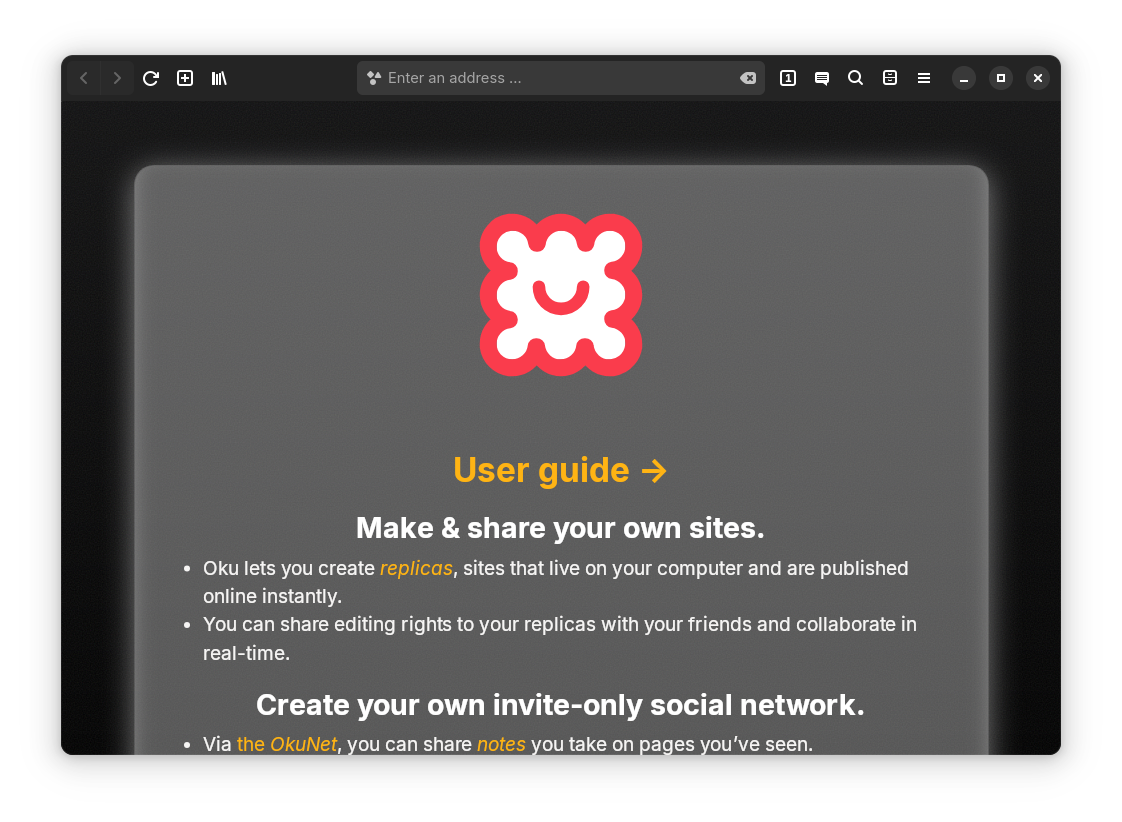 Enter an address ...
1
User guide →
Make & share your own sites.
• Oku lets you create replicas, sites that live on your computer and are published
online instantly.
• You can share editing rights to your replicas with your friends and collaborate in
real-time.
Create your own invite-only social network.
• Via the OkuNet, you can share notes you take on pages you’ve seen.